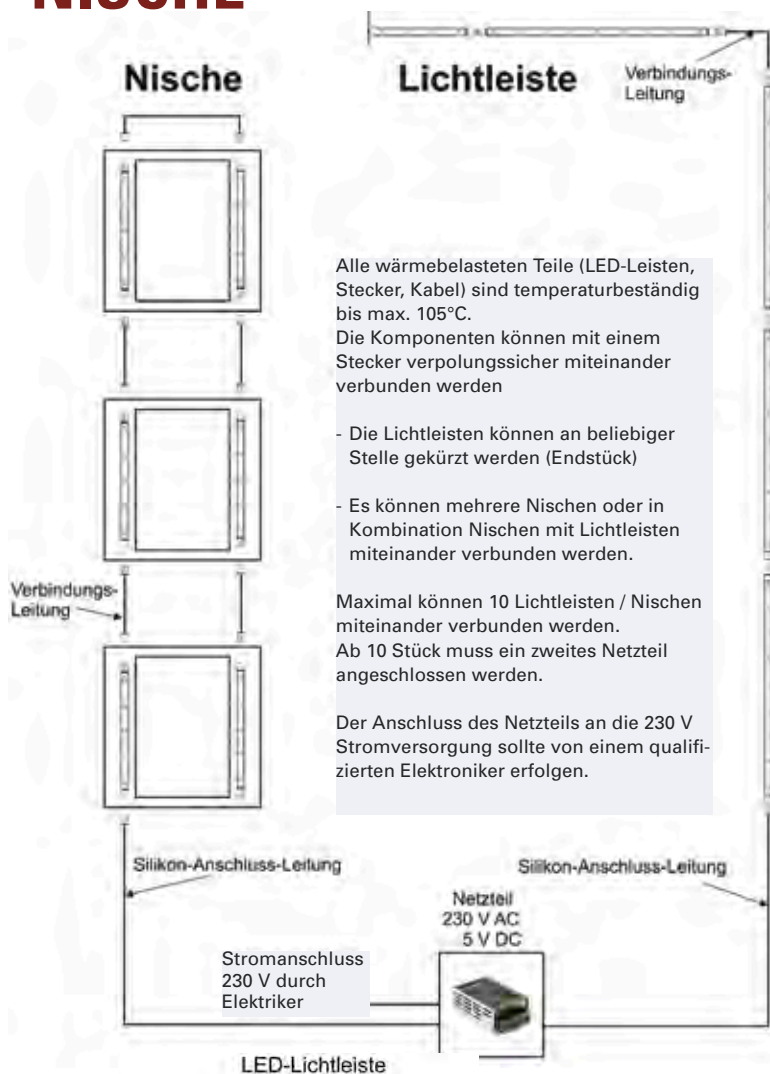 Nische
Lichtleiste
Verbindungs-
Leitung
Alle wärmebelasteten Teile (LED-Leisten,
Stecker, Kabel) sind temperaturbeständig
bis max. 105°C.
Die Komponenten können mit einem
Stecker verpolungssicher miteinander
verbunden werden
- Die Lichtleisten können an beliebiger
Stelle gekürzt werden (Endstück)
- Es können mehrere Nischen oder in
Kombination Nischen mit Lichtleisten
miteinander verbunden werden.
Verbindungs-
Leitung
Maximal können 10 Lichtleisten / Nischen
miteinander verbunden werden.
Ab 10 Stück muss ein zweites Netzteil
angeschlossen werden.
Der Anschluss des Netzteils an die 230 V
Stromversorgung sollte von einem qualifi-
zierten Elektroniker erfolgen.
Silikon-Anschluss-Leitung
Silikon-Anschluss-Leitung
Netzteil
230 V AC
5 V DC
Stromanschluss
230 V durch
Elektriker
LED-Lichtleiste